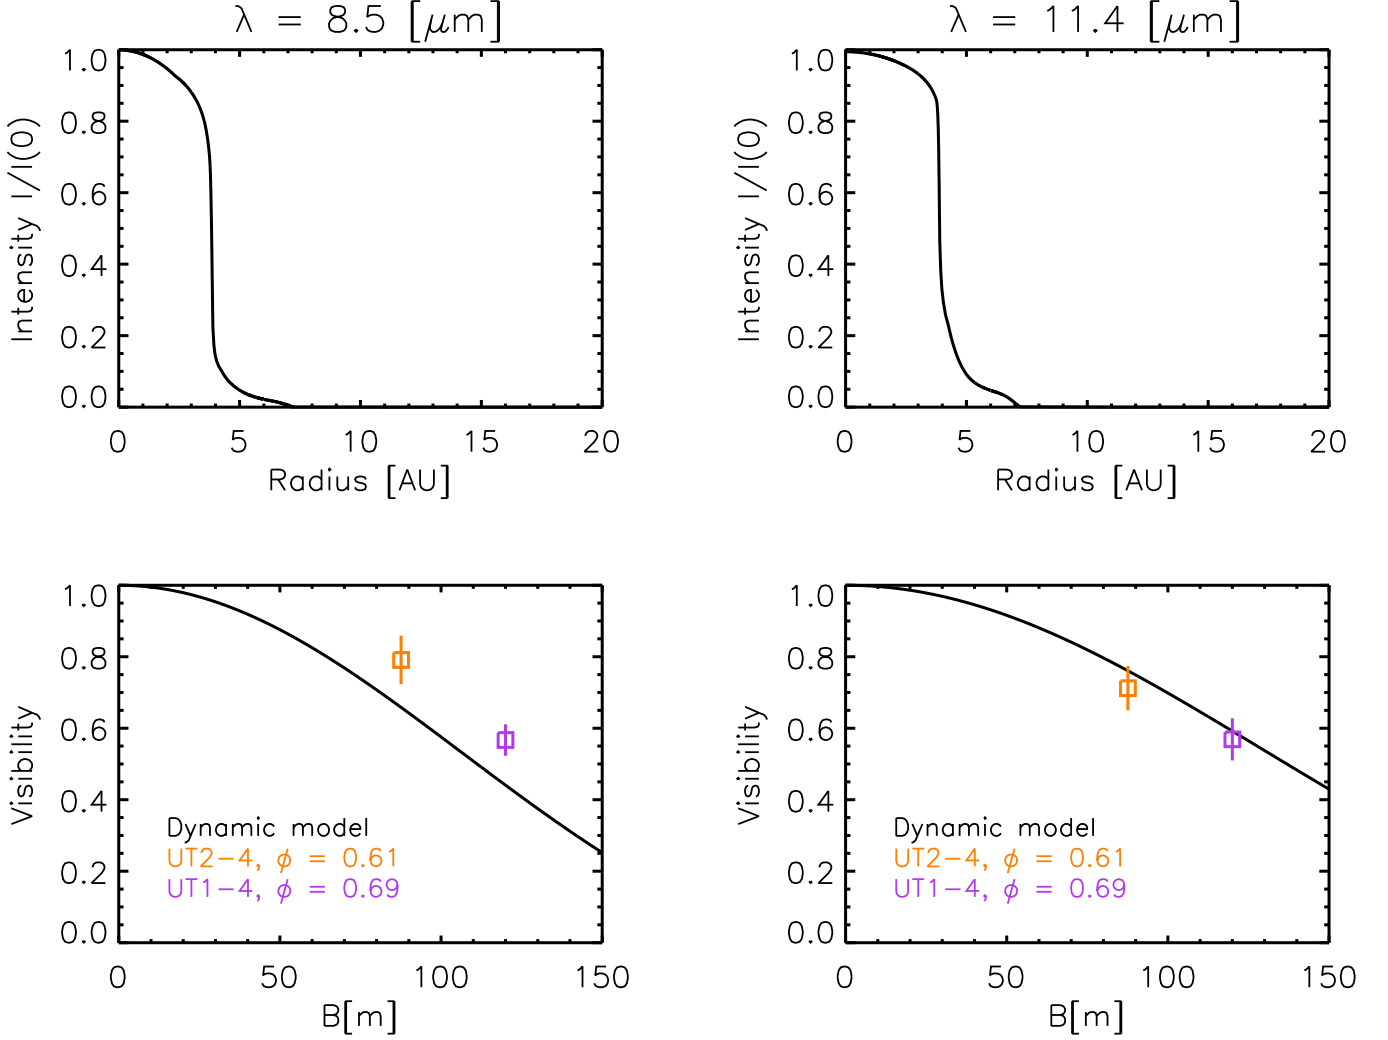 λ = 8.5 [μm]
1.0
0.8
0.6
0.4
0.2
0.0
Intensity I/I(0)
0 5 10 15 20
Radius [AU]
λ = 11.4 [μm]
1.0
0.8
0.6
0.4
0.2
0.0
Intensity I/I(0)
0 5 10 15 20
Radius [AU]
1.0
0.8
0.6
0.4
0.2
0.0
Visibility
Dynamic model
UT2-4, ϕ = 0.61
UT1-4, ϕ = 0.69
0 50 100 150
B[m]
1.0
0.8
0.6
0.4
0.2
0.0
Visibility
Dynamic model
UT2-4, ϕ = 0.61
UT1-4, ϕ = 0.69
0 50 100 150
B[m]